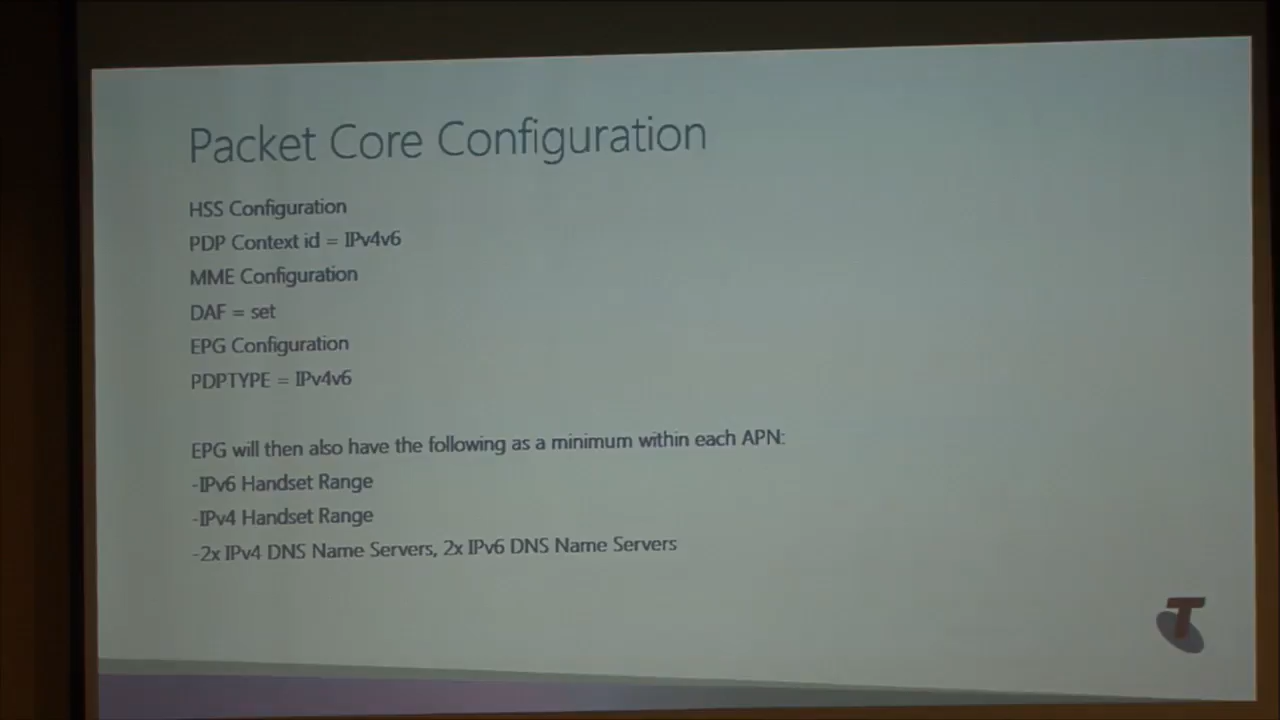 Packet Core Configuration
HSS Configuration
PDP Context id = IPv4v6
MME Configuration
DAF = set
EPG Configuration
PDPTYPE = IPv4v6
EPG will then also have the following as a minimum within each APN:
-IPv6 Handset Range
-IPv4 Handset Range
-2x IPv4 DNS Name Servers, 2x IPv6 DNS Name Servers
T